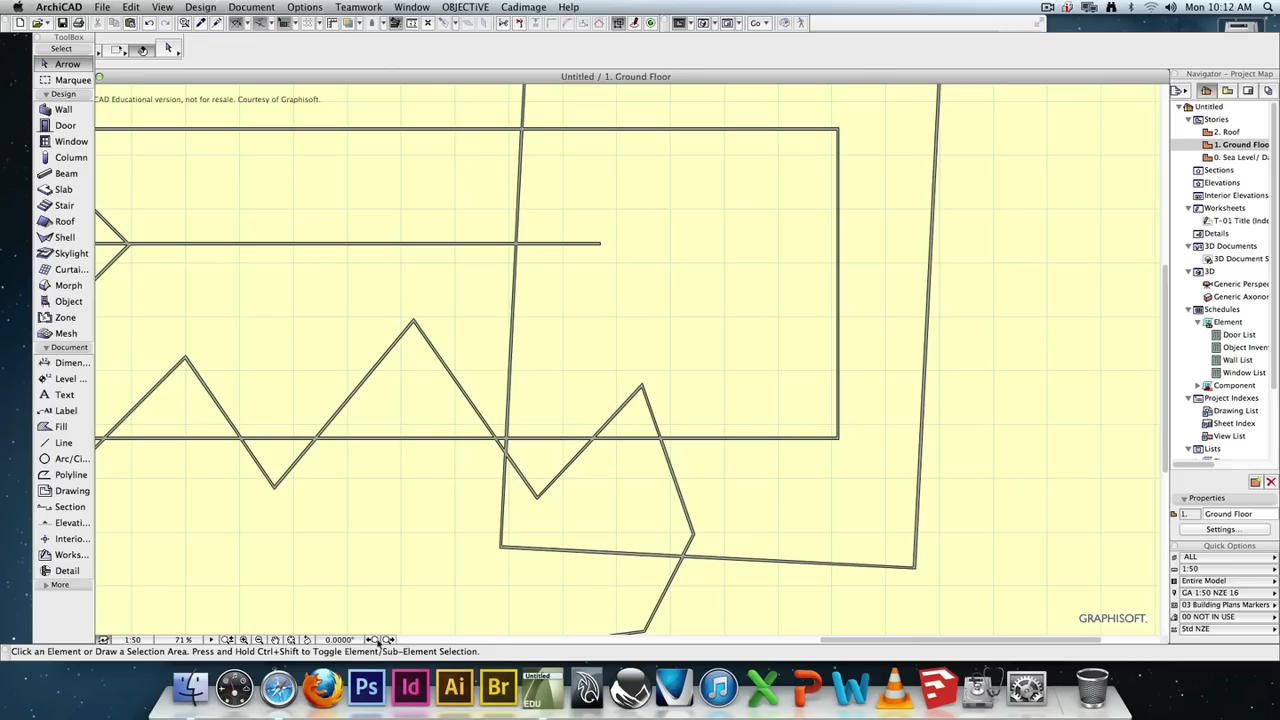 ArchiCAD File Edit View Design Document Options Teamwork Window OBJECTiVE Cadimage Help
Mon 10:12 AM
Go
ToolBox
Select
Arrow
Marquee
Design
Wall
Door
Window
Column
Beam
Slab
Stair
Roof
Shell
Skylight
Curtai...
Morph
Object
Zone
Mesh
Document
Dimen...
Level ...
Text
Label
Fill
Line
Arc/Ci...
Polyline
Drawing
Section
Elevati...
Interio...
Works...
Detail
More
Untitled / 1. Ground Floor
CAD Educational version, not for resale. Courtesy of Graphisoft.
GRAPHISOFT.
1:50 71% 0.0000°
Click an Element or Draw a Selection Area. Press and Hold Ctrl+Shift to Toggle Element/Sub-Element Selection.
Navigator - Project Map
Untitled
Stories
2. Roof
1. Ground Floo
0. Sea Level/ D
Sections
Elevations
Interior Elevations
Worksheets
T-01 Title (Inde
Details
3D Documents
3D Document S
3D
Generic Perspe
Generic Axono
Schedules
Element
Door List
Object Inven
Wall List
Window List
Component
Project Indexes
Drawing List
Sheet Index
View List
Lists
Properties
1. Ground Floor
Settings...
Quick Options
ALL
1:50
Entire Model
GA 1:50 NZE 16
03 Building Plans Markers
00 NOT IN USE
Std NZE
Ps Id Ai Br
Untitled
EDU